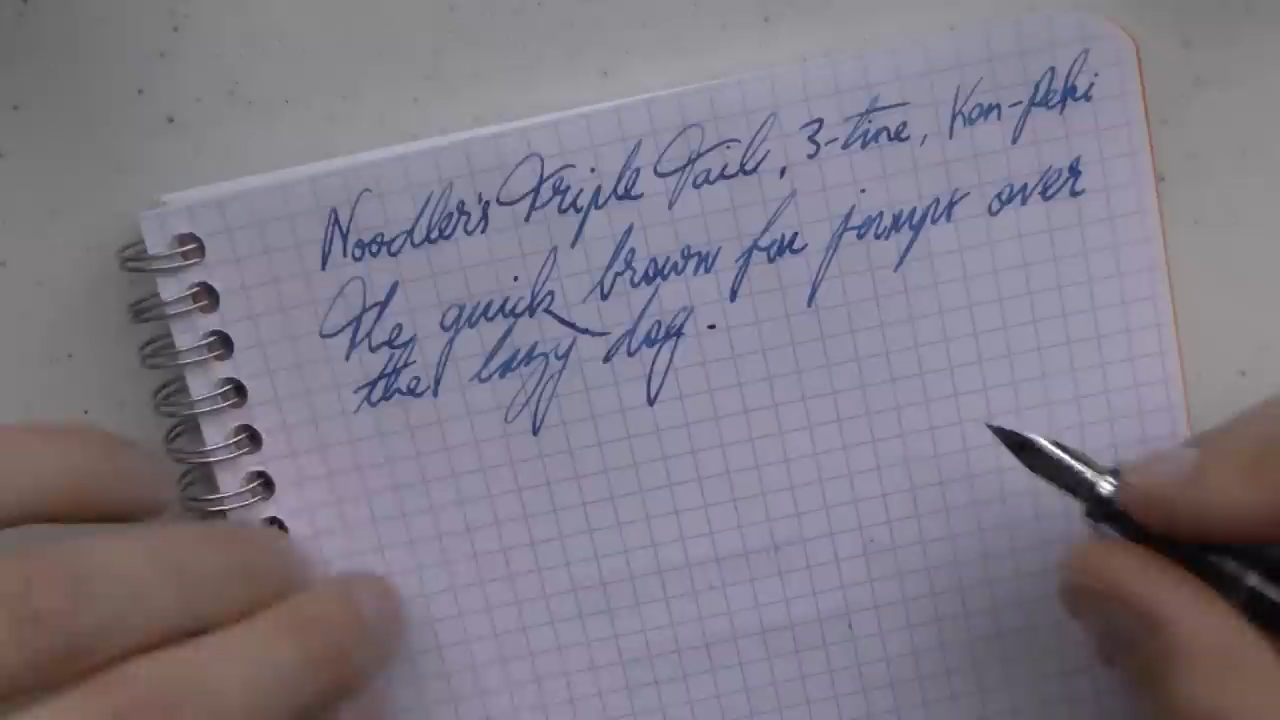 Noodler's Triple Tail, 3-tine, Kon-Peki
The quick brown fox jumps over
the lazy dog.